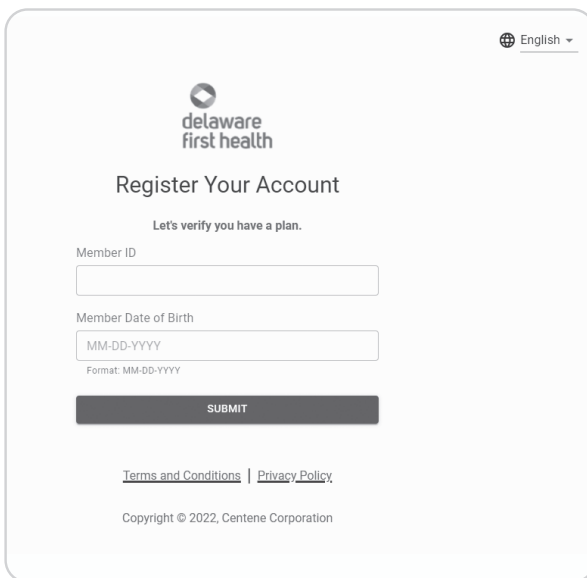 English
delaware
first health
Register Your Account
Let's verify you have a plan.
Member ID
Member Date of Birth
MM-DD-YYYY
Format: MM-DD-YYYY
SUBMIT
Terms and Conditions | Privacy Policy
Copyright © 2022, Centene Corporation